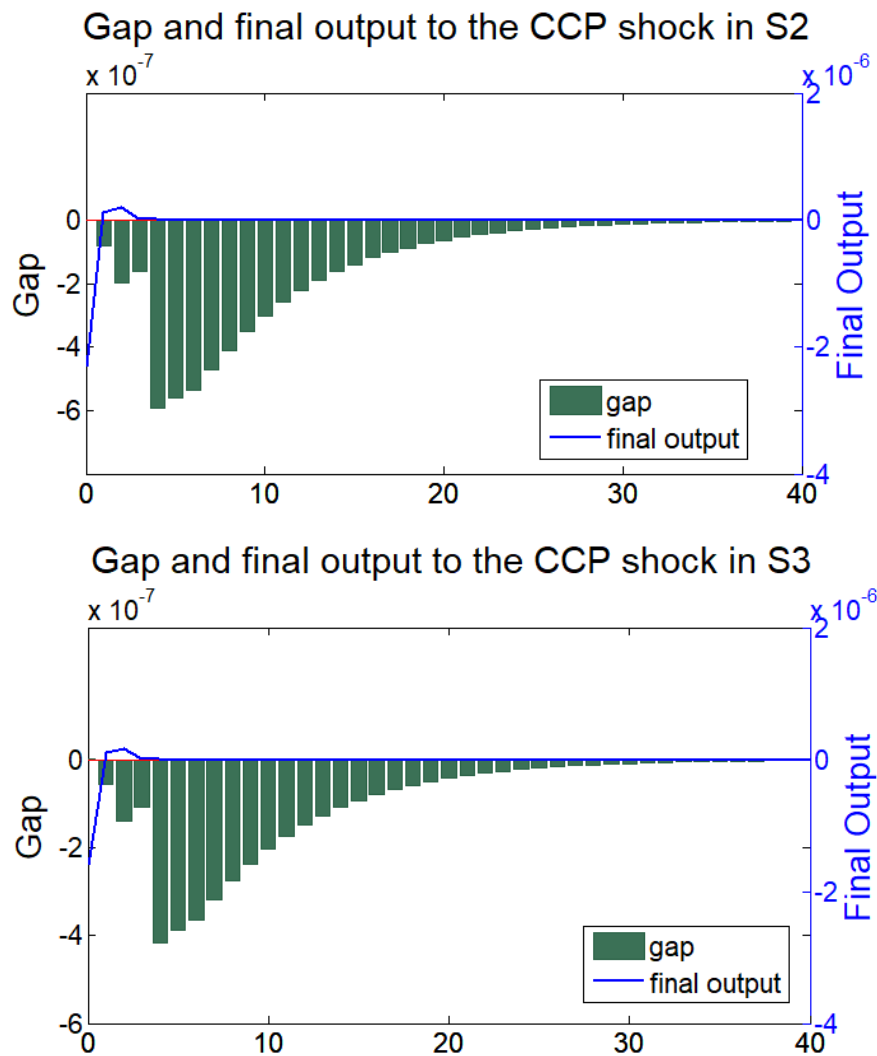 Gap and final output to the CCP shock in S2
x 10-7
x 10-6
2
0
-2
-4
-6
Gap
0
-2
-4
Final Output
gap
final output
0 10 20 30 40
Gap and final output to the CCP shock in S3
x 10-7
x 10-6
2
0
-2
-4
-6
Gap
0
-2
-4
Final Output
gap
final output
0 10 20 30 40